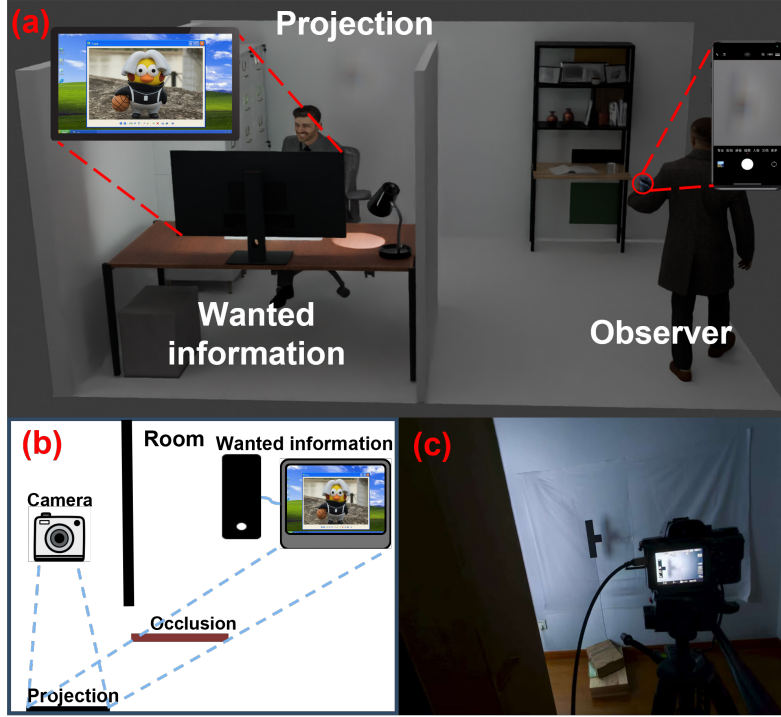 (a)
Projection
Wanted
information
Observer
(b)
Room
Wanted information
Camera
Occlusion
Projection
(c)